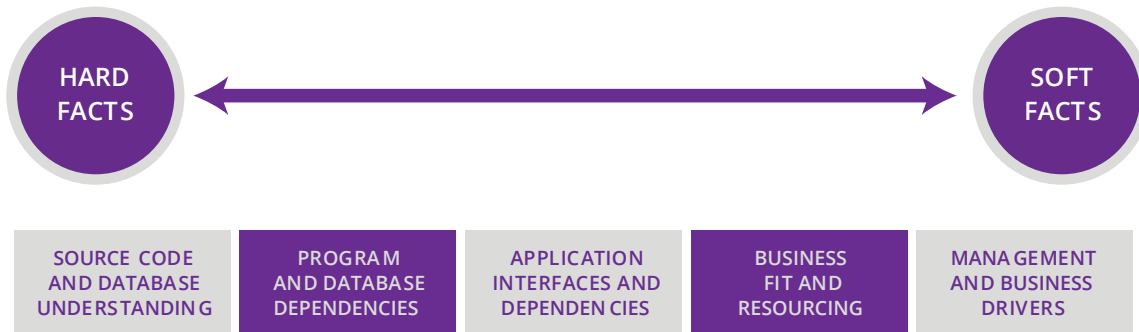 HARD
FACTS
SOFT
FACTS
SOURCE CODE
AND DATABASE
UNDERSTANDING
PROGRAM
AND DATABASE
DEPENDENCIES
APPLICATION
INTERFACES AND
DEPENDENCIES
BUSINESS
FIT AND
RESOURCING
MANAGEMENT
AND BUSINESS
DRIVERS